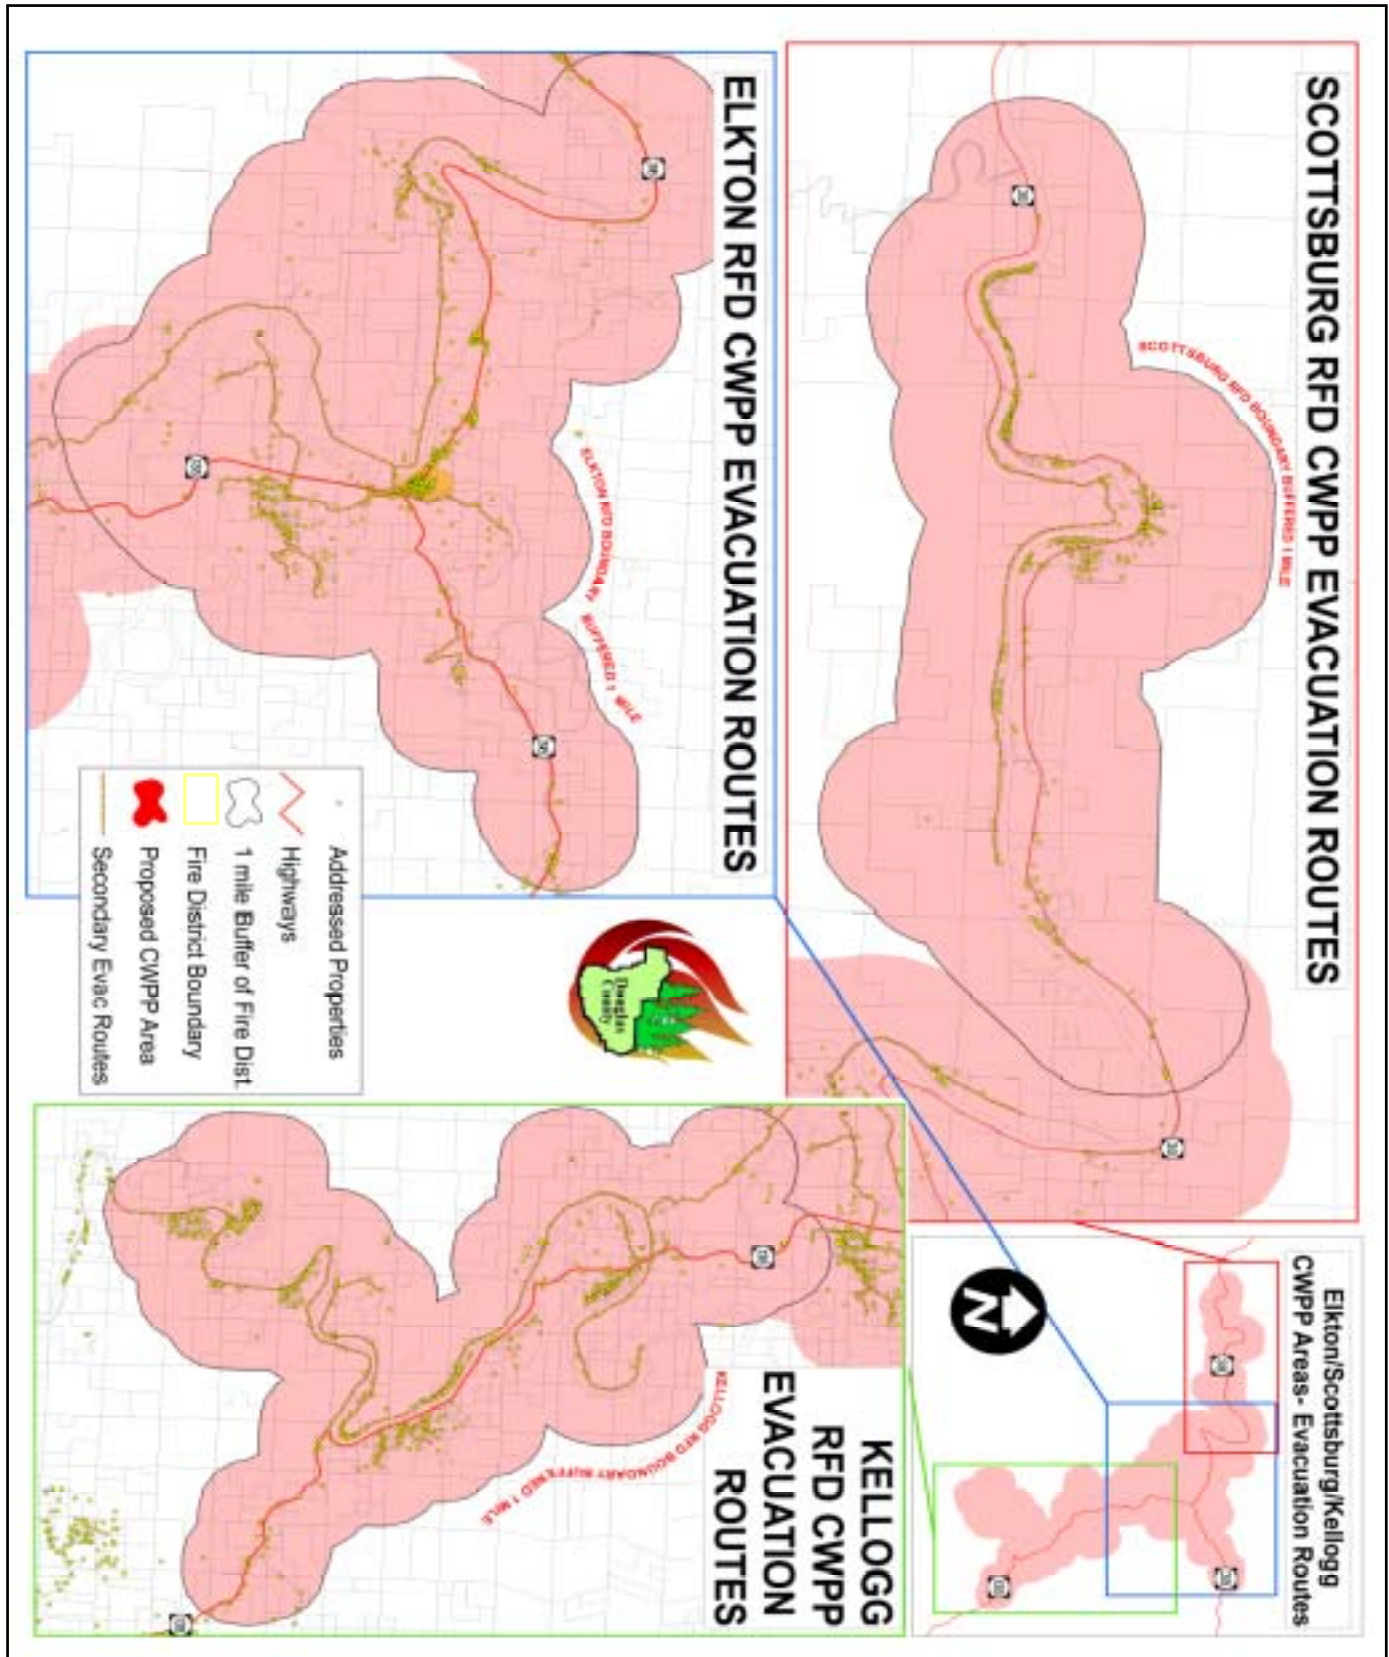 SCOTTSBURG RFD CWPP EVACUATION ROUTES
SCOTTSBURG RFD BOUNDARY BUFFERED 1 MILE
ELKTON RFD CWPP EVACUATION ROUTES
ELKTON RFD BOUNDARY BUFFERED 1 MILE
Elkton/Scottsburg/Kellogg
CWPP Areas- Evacuation Routes
N
KELLOGG
RFD CWPP
EVACUATION
ROUTES
KELLOGG RFD BOUNDARY BUFFERED 1 MILE
Douglas
County
Addressed Properties
Highways
1 mile Buffer of Fire Dist.
Fire District Boundary
Proposed CWPP Area
Secondary Evac Routes